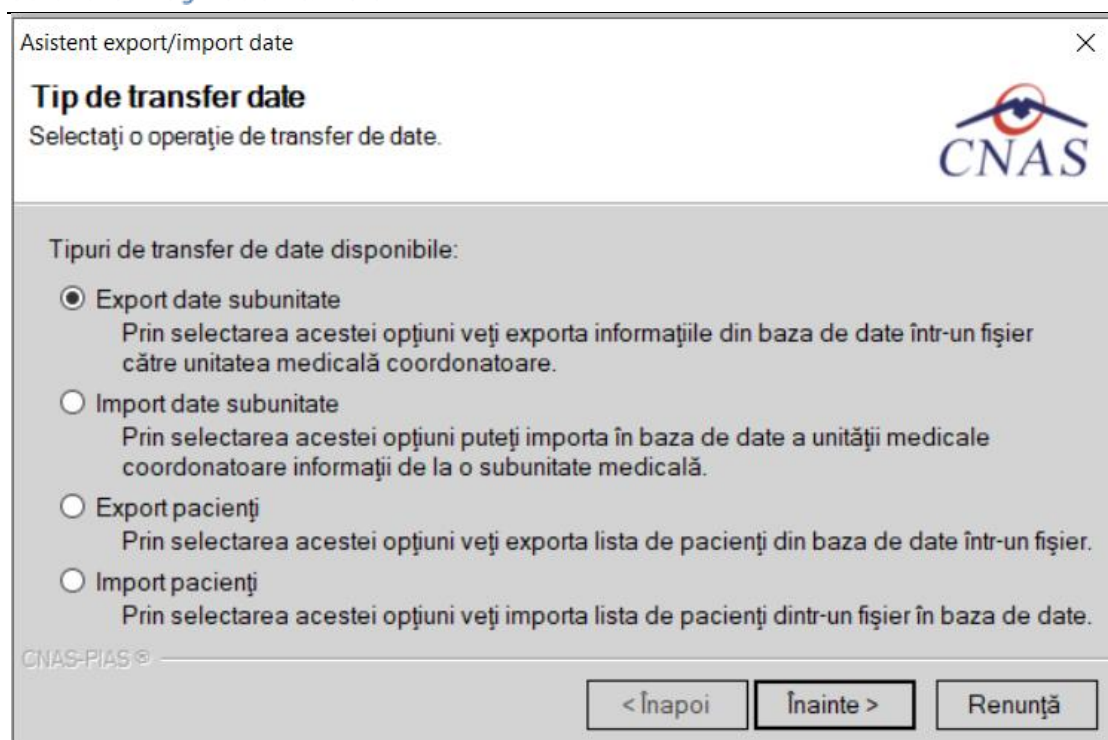 Asistent export/import date
Tip de transfer date
Selectaţi o operaţie de transfer de date.
CNAS
Tipuri de transfer de date disponibile:
Export date subunitate
Prin selectarea acestei opţiuni veţi exporta informaţiile din baza de date într-un fişier
către unitatea medicală coordonatoare.
Import date subunitate
Prin selectarea acestei opţiuni puteţi importa în baza de date a unităţii medicale
coordonatoare informaţii de la o subunitate medicală.
Export pacienţi
Prin selectarea acestei opţiuni veţi exporta lista de pacienţi din baza de date într-un fişier.
Import pacienţi
Prin selectarea acestei opţiuni veţi importa lista de pacienţi dintr-un fişier în baza de date.
CNAS-PIAS ®
< Înapoi
Înainte >
Renunţă